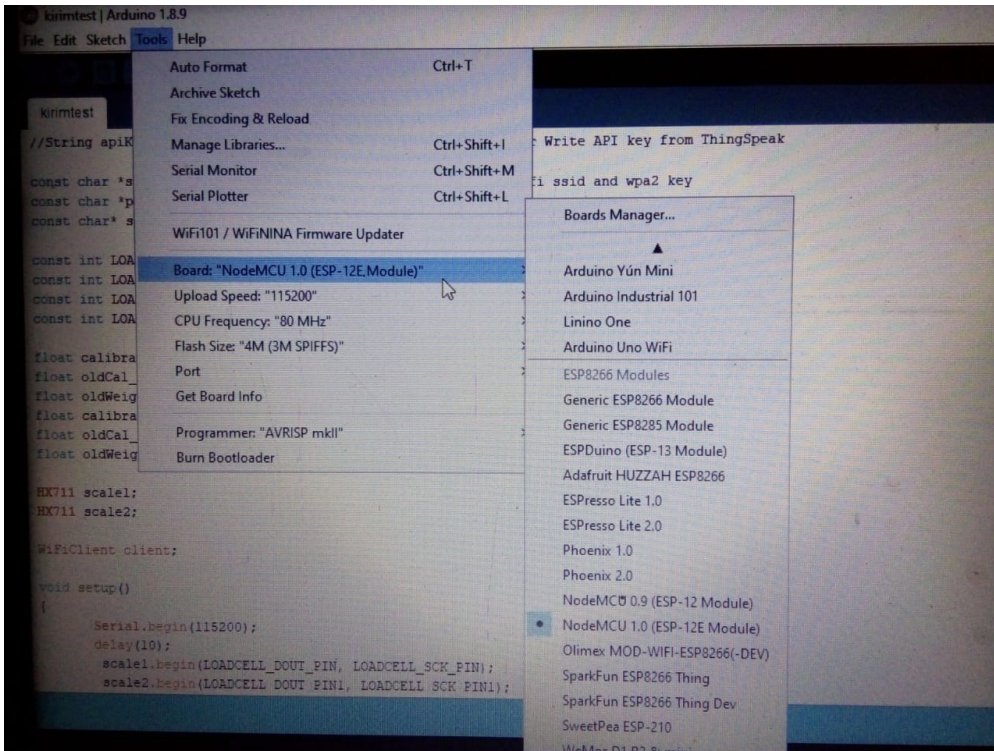 kirimtest | Arduino 1.8.9
File Edit Sketch Tools Help
kirimtest
Auto Format Ctrl+T
Archive Sketch
Fix Encoding & Reload
Manage Libraries... Ctrl+Shift+I
Serial Monitor Ctrl+Shift+M
Serial Plotter Ctrl+Shift+L
WiFi101 / WiFiNINA Firmware Updater
Board: "NodeMCU 1.0 (ESP-12E Module)"
Upload Speed: "115200"
CPU Frequency: "80 MHz"
Flash Size: "4M (3M SPIFFS)"
Port
Get Board Info
Programmer: "AVRISP mkII"
Burn Bootloader
Boards Manager...
Arduino Yún Mini
Arduino Industrial 101
Linino One
Arduino Uno WiFi
ESP8266 Modules
Generic ESP8266 Module
Generic ESP8285 Module
ESPDuino (ESP-13 Module)
Adafruit HUZZAH ESP8266
ESPresso Lite 1.0
ESPresso Lite 2.0
Phoenix 1.0
Phoenix 2.0
NodeMCU 0.9 (ESP-12 Module)
NodeMCU 1.0 (ESP-12E Module)
Olimex MOD-WIFI-ESP8266(-DEV)
SparkFun ESP8266 Thing
SparkFun ESP8266 Thing Dev
SweetPea ESP-210
//String apiK Write API key from ThingSpeak
const char *s fi ssid and wpa2 key
const char *p
const char* s
const int LOA
const int LOA
const int LOA
const int LOA
float calibra
float oldCal_
float oldWeig
float calibra
float oldCal_
float oldWeig
HX711 scale1;
HX711 scale2;
WiFiClient client;
void setup()
{
Serial.begin(115200);
delay(10);
scale1.begin(LOADCELL_DOUT_PIN, LOADCELL_SCK_PIN);
scale2.begin(LOADCELL_DOUT_PIN1, LOADCELL_SCK_PIN1);